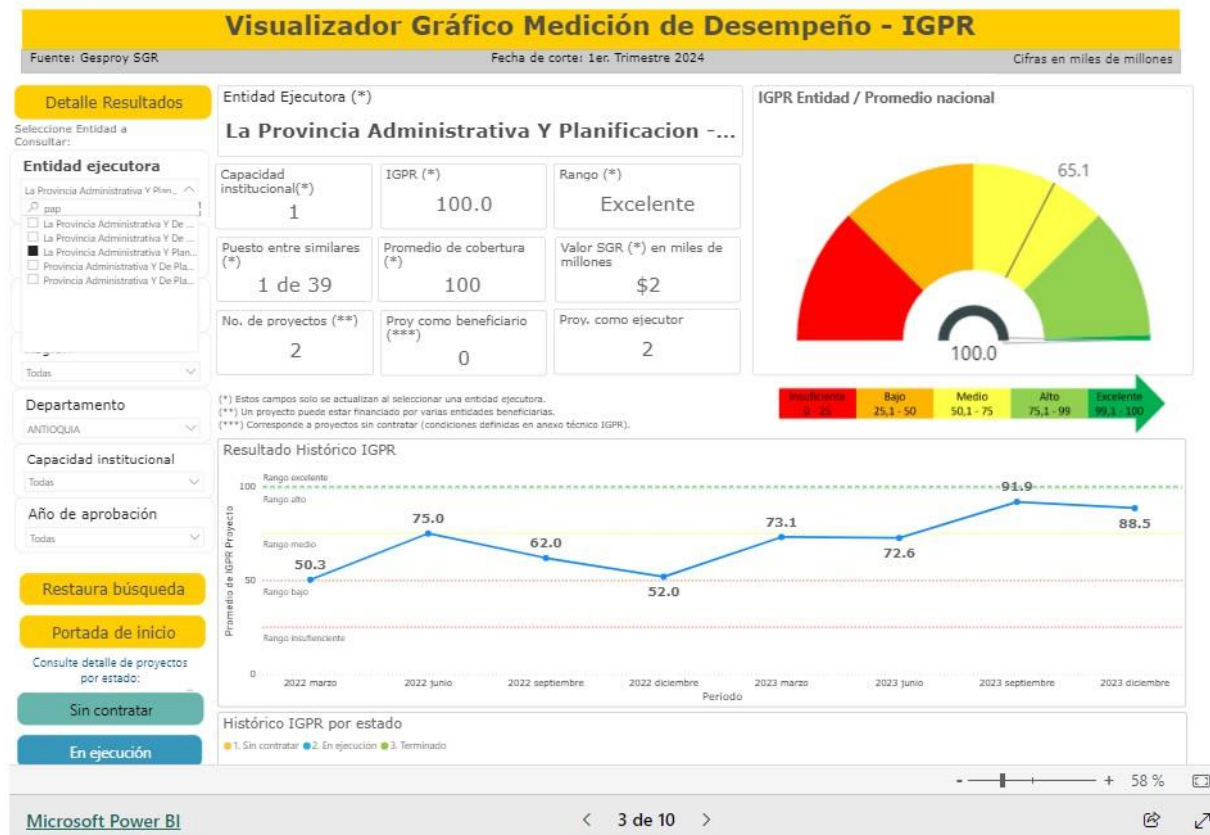 Visualizador Gráfico Medición de Desempeño - IGPR
Fuente: Gesproy SGR
Fecha de corte: 1er. Trimestre 2024
Cifras en miles de millones
Detalle Resultados
Seleccione Entidad a
Consultar:
Entidad ejecutora
La Provincia Administrativa Y Plan...
pap
La Provincia Administrativa Y De ...
La Provincia Administrativa Y De ...
La Provincia Administrativa Y Plan...
Provincia Administrativa Y De Pla...
Provincia Administrativa Y De Pla...
Todas
Departamento
ANTIOQUIA
Capacidad institucional
Todas
Año de aprobación
Todas
Restaura búsqueda
Portada de inicio
Consulte detalle de proyectos
por estado:
Sin contratar
En ejecución
Entidad Ejecutora (*)
La Provincia Administrativa Y Planificacion -...
Capacidad
institucional(*)
1
IGPR (*)
100.0
Rango (*)
Excelente
Puesto entre similares
(*)
1 de 39
Promedio de cobertura
(*)
100
Valor SGR (*) en miles de
millones
$2
No. de proyectos (**)
2
Proy como beneficiario
(***)
0
Proy. como ejecutor
2
(*) Estos campos solo se actualizan al seleccionar una entidad ejecutora.
(**) Un proyecto puede estar financiado por varias entidades beneficiarias.
(***) Corresponde a proyectos sin contratar (condiciones definidas en anexo técnico IGPR).
IGPR Entidad / Promedio nacional
65.1
100.0
Insuficiente
0 - 25
Bajo
25,1 - 50
Medio
50,1 - 75
Alto
75,1 - 99
Excelente
99,1 - 100
Resultado Histórico IGPR
Promedio de IGPR Proyecto
100
50
0
Rango excelente
Rango alto
Rango medio
Rango bajo
Rango insufienciente
50.3
75.0
62.0
52.0
73.1
72.6
91.9
88.5
2022 marzo
2022 junio
2022 septiembre
2022 diciembre
2023 marzo
2023 junio
2023 septiembre
2023 diciembre
Periodo
Histórico IGPR por estado
1. Sin contratar 2. En ejecución 3. Terminado
- + 58 %
Microsoft Power BI
< 3 de 10 >